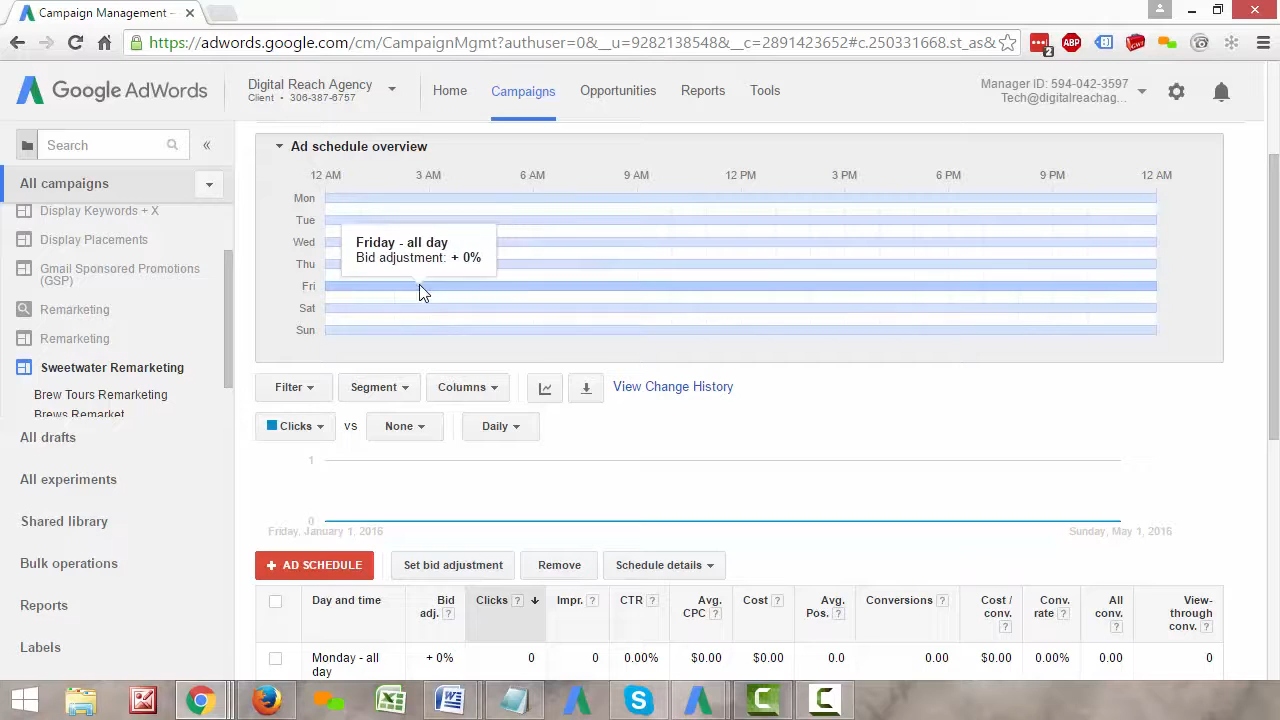 Campaign Management –
https://adwords.google.com/cm/CampaignMgmt?authuser=0&__u=9282138548&__c=2891423652#c.250331668.st_as&
2
ABP
GWT
Google AdWords
Digital Reach Agency
Client • 306-387-6757
Home
Campaigns
Opportunities
Reports
Tools
Manager ID: 594-042-3597
Tech@digitalreachag...
Search
«
All campaigns
Display Keywords + X
Display Placements
Gmail Sponsored Promotions
(GSP)
Remarketing
Remarketing
Sweetwater Remarketing
Brew Tours Remarketing
Brews Remarket
All drafts
All experiments
Shared library
Bulk operations
Reports
Labels
Ad schedule overview
12 AM 3 AM 6 AM 9 AM 12 PM 3 PM 6 PM 9 PM 12 AM
Mon
Tue
Wed
Thu
Fri
Sat
Sun
Friday - all day
Bid adjustment: + 0%
Filter Segment Columns View Change History
Clicks vs None Daily
1
0
Friday, January 1, 2016 Sunday, May 1, 2016
+ AD SCHEDULE Set bid adjustment Remove Schedule details
Day and time Bid adj. ? Clicks ? Impr. ? CTR ? Avg. CPC ? Cost ? Avg. Pos. ? Conversions ? Cost / conv. ? Conv. rate ? All conv. ? View-through conv. ?
Monday - all day + 0% 0 0 0.00% $0.00 $0.00 0.0 0.00 $0.00 0.00% 0.00 0